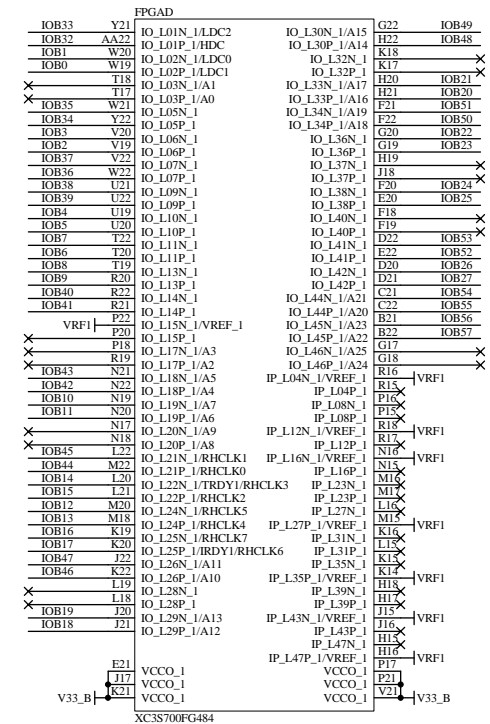 FPGAD
IOB33 Y21 IO_L01N_1/LDC2 IO_L30N_1/A15 G22 IOB49
IOB32 AA22 IO_L01P_1/HDC IO_L30P_1/A14 H22 IOB48
IOB1 W20 IO_L02N_1/LDC0 IO_L32N_1 K18
IOB0 W19 IO_L02P_1/LDC1 IO_L32P_1 K17
T18 IO_L03N_1/A1 IO_L33N_1/A17 H20 IOB21
T17 IO_L03P_1/A0 IO_L33P_1/A16 H21 IOB20
IOB35 W21 IO_L05N_1 IO_L34N_1/A19 F21 IOB51
IOB34 Y22 IO_L05P_1 IO_L34P_1/A18 F22 IOB50
IOB3 V20 IO_L06N_1 IO_L36N_1 G20 IOB22
IOB2 V19 IO_L06P_1 IO_L36P_1 G19 IOB23
IOB37 V22 IO_L07N_1 IO_L37N_1 H19
IOB36 W22 IO_L07P_1 IO_L37P_1 J18
IOB38 U21 IO_L09N_1 IO_L38N_1 F20 IOB24
IOB39 U22 IO_L09P_1 IO_L38P_1 E20 IOB25
IOB4 U19 IO_L10N_1 IO_L40N_1 F18
IOB5 U20 IO_L10P_1 IO_L40P_1 F19
IOB7 T22 IO_L11N_1 IO_L41N_1 D22 IOB53
IOB6 T20 IO_L11P_1 IO_L41P_1 E22 IOB52
IOB8 T19 IO_L13N_1 IO_L42N_1 D20 IOB26
IOB9 R20 IO_L13P_1 IO_L42P_1 D21 IOB27
IOB40 R22 IO_L14N_1 IO_L44N_1/A21 C21 IOB54
IOB41 R21 IO_L14P_1 IO_L44P_1/A20 C22 IOB55
VRF1 P22 IO_L15N_1/VREF_1 IO_L45N_1/A23 B21 IOB56
P20 IO_L15P_1 IO_L45P_1/A22 B22 IOB57
P18 IO_L17N_1/A3 IO_L46N_1/A25 G17
R19 IO_L17P_1/A2 IO_L46P_1/A24 G18
IOB43 N21 IO_L18N_1/A5 IP_L04N_1/VREF_1 R16 VRF1
IOB42 N22 IO_L18P_1/A4 IP_L04P_1 R15
IOB10 N19 IO_L19N_1/A7 IP_L08N_1 P16
IOB11 N20 IO_L19P_1/A6 IP_L08P_1 P15
N17 IO_L20N_1/A9 IP_L12N_1/VREF_1 R18 VRF1
N18 IO_L20P_1/A8 IP_L12P_1 R17
IOB45 L22 IO_L21N_1/RHCLK1 IP_L16N_1/VREF_1 N16 VRF1
IOB44 M22 IO_L21P_1/RHCLK0 IP_L16P_1 N15
IOB14 L20 IO_L22N_1/TRDY1/RHCLK3 IP_L23N_1 M16
IOB15 L21 IO_L22P_1/RHCLK2 IP_L23P_1 M17
IOB12 M20 IO_L24N_1/RHCLK5 IP_L27N_1 L16
IOB13 M18 IO_L24P_1/RHCLK4 IP_L27P_1/VREF_1 M15 VRF1
IOB16 K19 IO_L25N_1/RHCLK7 IP_L31N_1 K16
IOB17 K20 IO_L25P_1/IRDY1/RHCLK6 IP_L31P_1 L15
IOB47 J22 IO_L26N_1/A11 IP_L35N_1 K15
IOB46 K22 IO_L26P_1/A10 IP_L35P_1/VREF_1 K14 VRF1
L19 IO_L28N_1 IP_L39N_1 H18
L18 IO_L28P_1 IP_L39P_1 H17
IOB19 J20 IO_L29N_1/A13 IP_L43N_1/VREF_1 J15 VRF1
IOB18 J21 IO_L29P_1/A12 IP_L43P_1 J16
IP_L47N_1 H15
IP_L47P_1/VREF_1 H16 VRF1
E21 VCCO_1 VCCO_1 P17
J17 VCCO_1 VCCO_1 P21
V33_B K21 VCCO_1 VCCO_1 V21 V33_B
XC3S700FG484